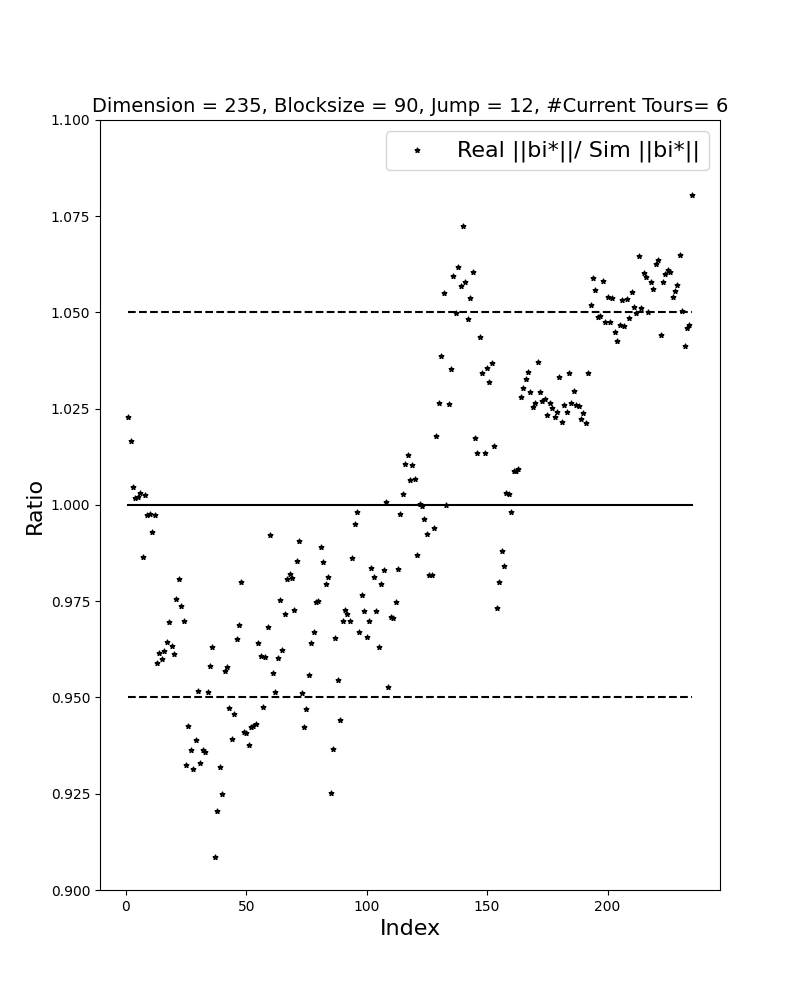 Dimension = 235, Blocksize = 90, Jump = 12, #Current Tours= 6
1.100
Real ||bi*||/ Sim ||bi*||
1.075
1.050
1.025
1.000
0.975
0.950
0.925
0.900
Ratio
0 50 100 150 200
Index